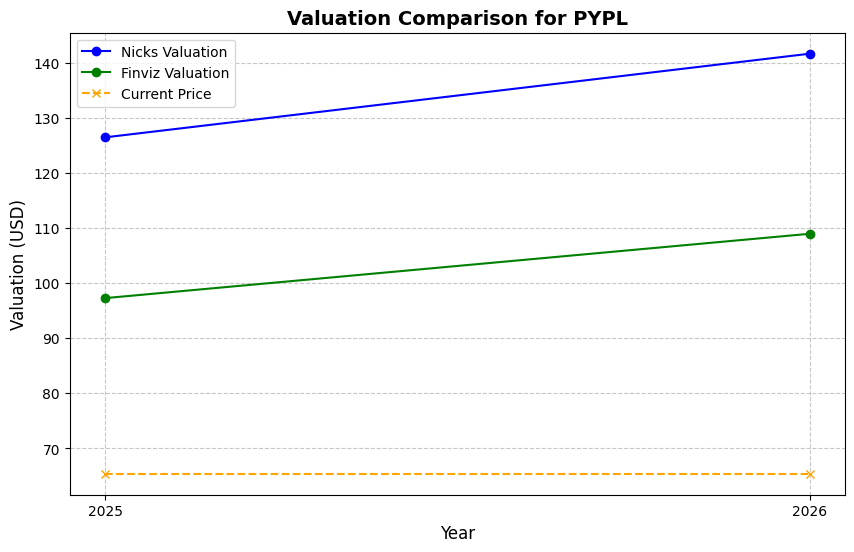 Valuation Comparison for PYPL
Nicks Valuation
Finviz Valuation
Current Price
140
130
120
110
100
90
80
70
Valuation (USD)
2025
2026
Year